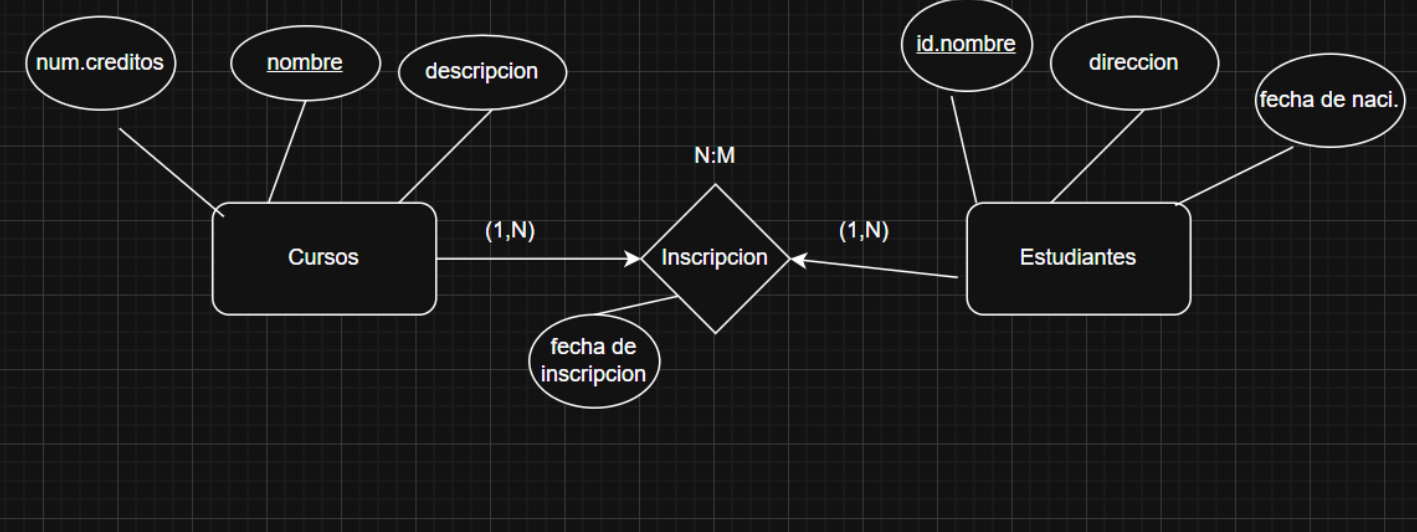 num.creditos
nombre
descripcion
id.nombre
direccion
fecha de naci.
N:M
(1,N)
(1,N)
Cursos
Inscripcion
Estudiantes
fecha de
inscripcion